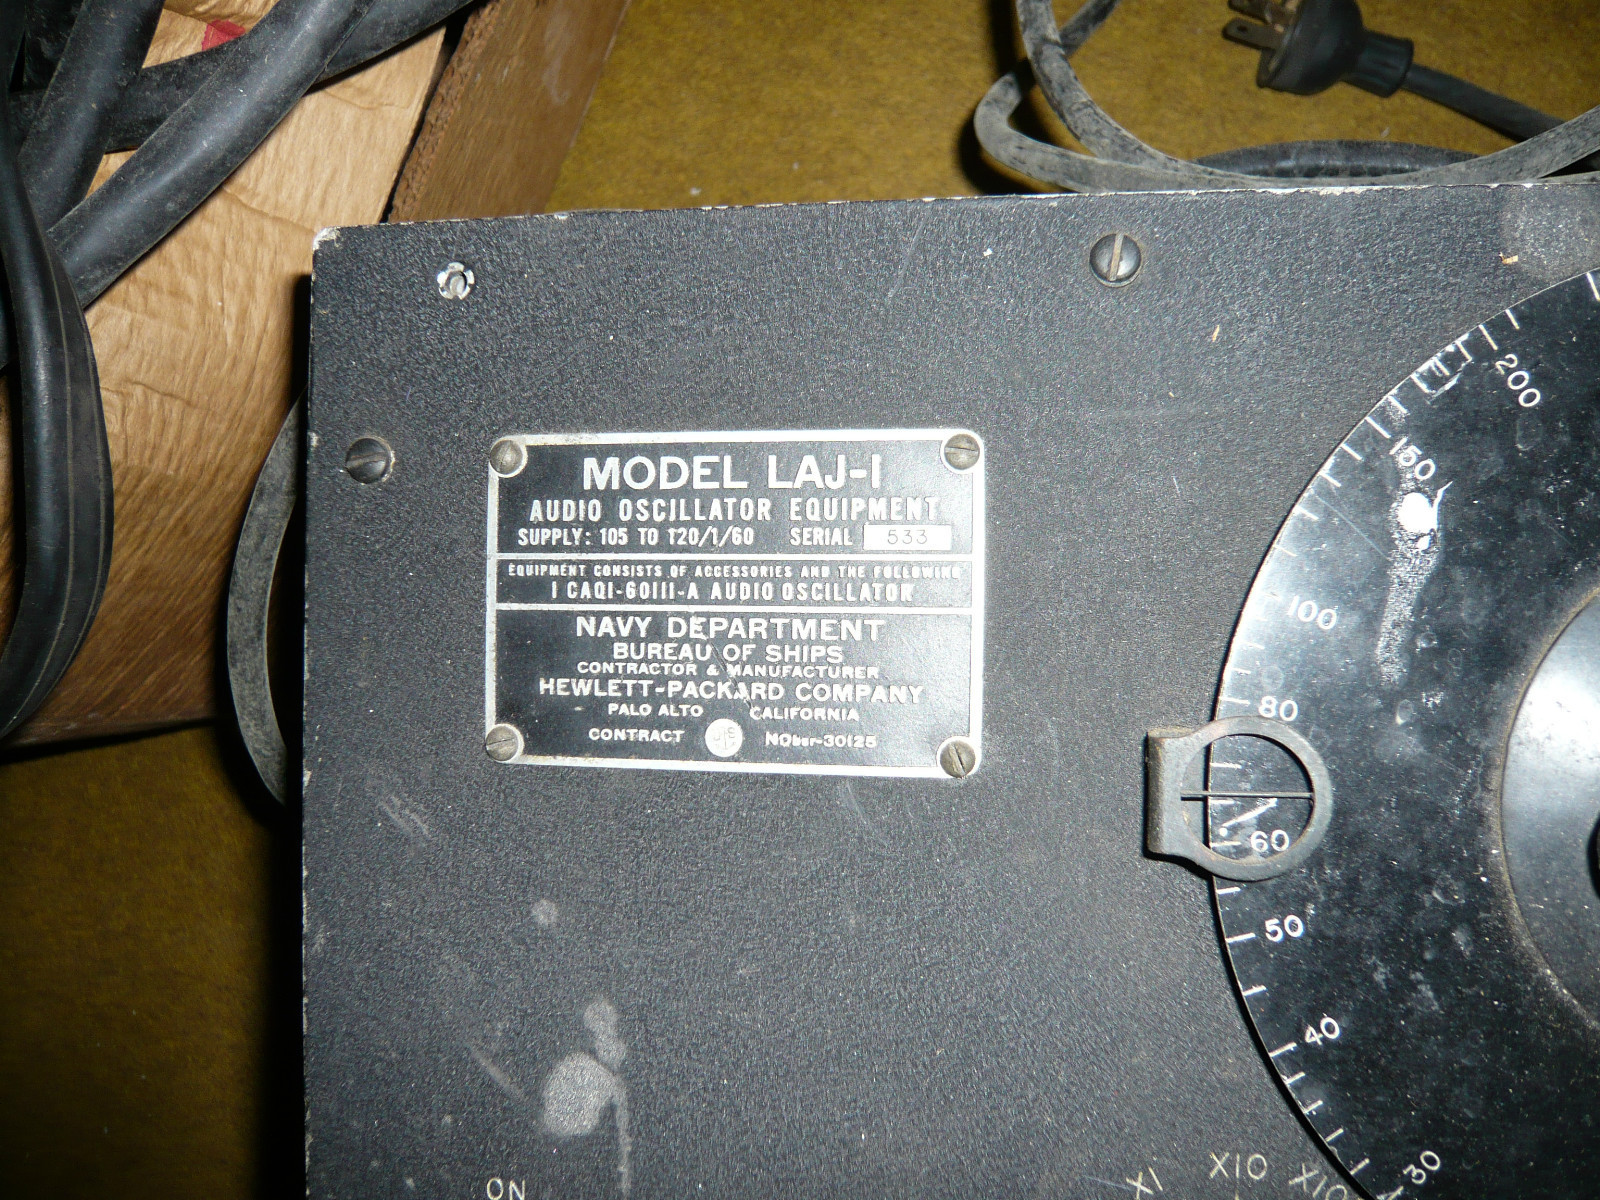 MODEL LAJ-1
AUDIO OSCILLATOR EQUIPMENT
SUPPLY: 105 TO 120/1/60 SERIAL 533
EQUIPMENT CONSISTS OF ACCESSORIES AND THE FOLLOWING
1 CAQI-60111-A AUDIO OSCILLATOR
NAVY DEPARTMENT
BUREAU OF SHIPS
CONTRACTOR & MANUFACTURER
HEWLETT-PACKARD COMPANY
PALO ALTO CALIFORNIA
CONTRACT NObsr-30125
200
150
100
80
60
50
40
30
ON
X1 X10